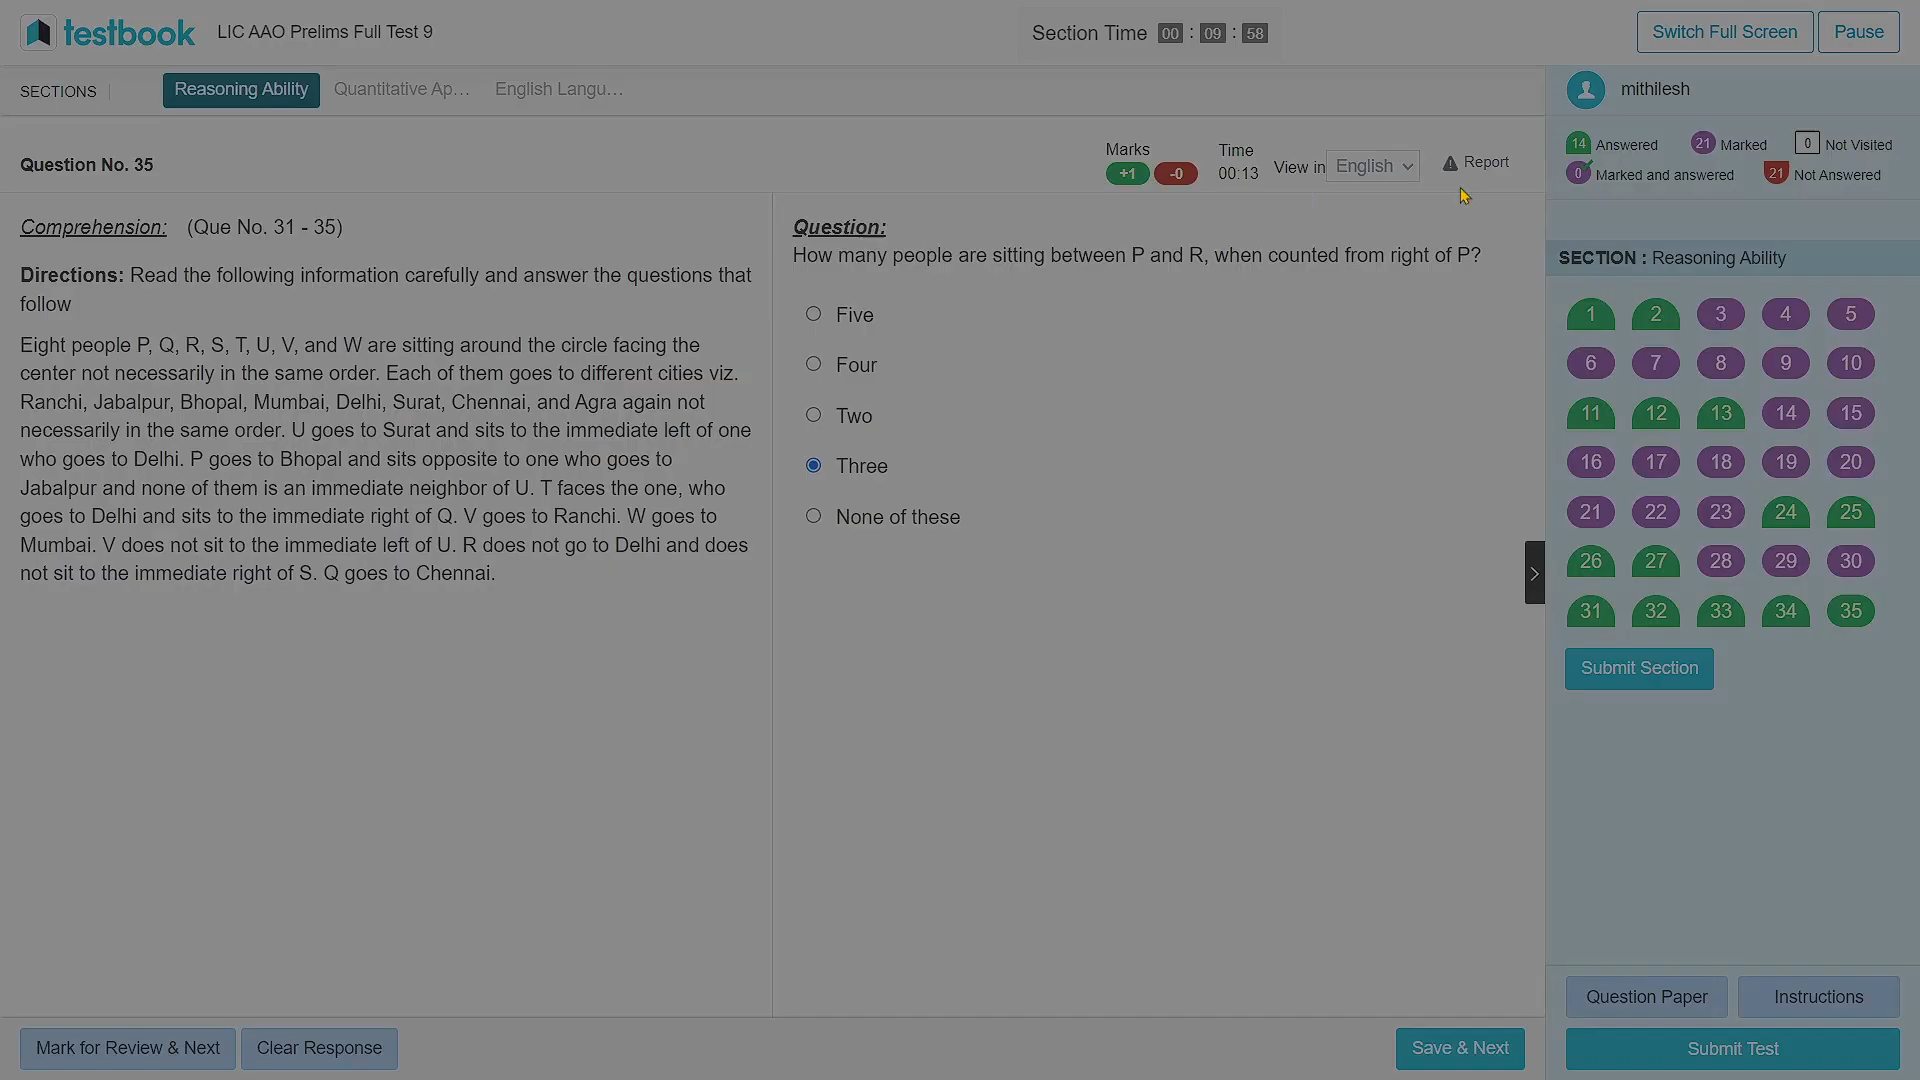 testbook LIC AAO Prelims Full Test 9 Section Time 00 : 09 : 58 Switch Full Screen Pause
SECTIONS Reasoning Ability Quantitative Ap... English Langu... mithilesh
14 Answered 21 Marked 0 Not Visited
0 Marked and answered 21 Not Answered
Question No. 35 Marks +1 -0 Time 00:13 View in English Report
Comprehension: (Que No. 31 - 35)
Directions: Read the following information carefully and answer the questions that
follow
Eight people P, Q, R, S, T, U, V, and W are sitting around the circle facing the
center not necessarily in the same order. Each of them goes to different cities viz.
Ranchi, Jabalpur, Bhopal, Mumbai, Delhi, Surat, Chennai, and Agra again not
necessarily in the same order. U goes to Surat and sits to the immediate left of one
who goes to Delhi. P goes to Bhopal and sits opposite to one who goes to
Jabalpur and none of them is an immediate neighbor of U. T faces the one, who
goes to Delhi and sits to the immediate right of Q. V goes to Ranchi. W goes to
Mumbai. V does not sit to the immediate left of U. R does not go to Delhi and does
not sit to the immediate right of S. Q goes to Chennai.
Question:
How many people are sitting between P and R, when counted from right of P?
Five
Four
Two
Three
None of these
SECTION : Reasoning Ability
1 2 3 4 5
6 7 8 9 10
11 12 13 14 15
16 17 18 19 20
21 22 23 24 25
26 27 28 29 30
31 32 33 34 35
Submit Section
Question Paper Instructions
Mark for Review & Next Clear Response Save & Next Submit Test